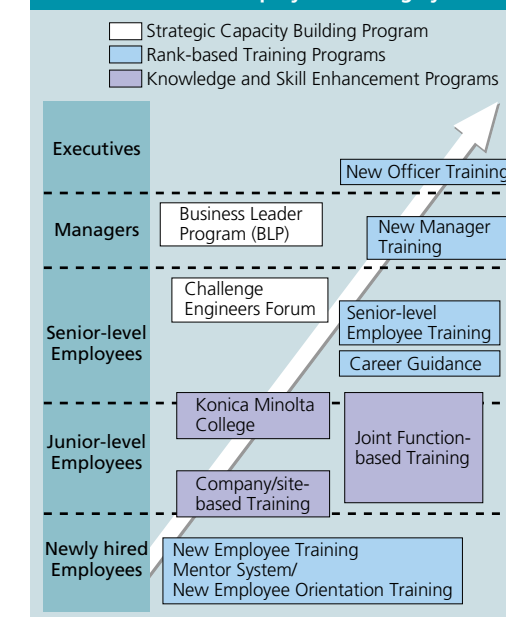 Strategic Capacity Building Program
Rank-based Training Programs
Knowledge and Skill Enhancement Programs
Executives
New Officer Training
Managers
Business Leader
Program (BLP)
New Manager
Training
Challenge
Engineers Forum
Senior-level
Employees
Senior-level
Employee Training
Career Guidance
Konica Minolta
College
Junior-level
Employees
Joint Function-
based Training
Company/site-
based Training
Newly hired
Employees
New Employee Training
Mentor System/
New Employee Orientation Training